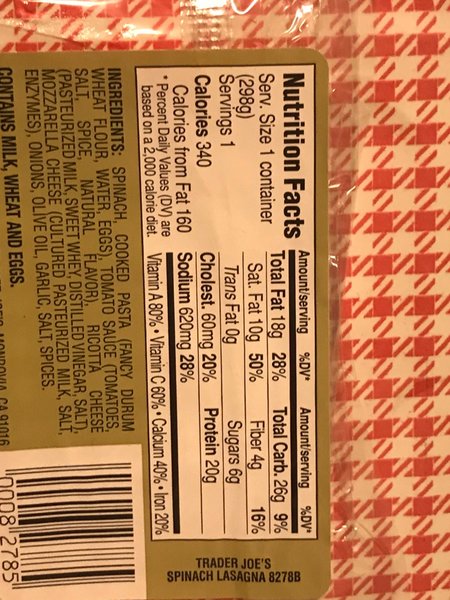 Nutrition Facts
Serv. Size 1 container
(298g)
Servings 1
Calories 340
Calories from Fat 160
* Percent Daily Values (DV) are
based on a 2,000 calorie diet.
Amount/serving %DV* Amount/serving %DV*
Total Fat 18g 28% Total Carb. 26g 9%
Sat. Fat 10g 50% Fiber 4g 16%
Trans Fat 0g Sugars 6g
Cholest. 60mg 20% Protein 20g
Sodium 620mg 28%
Vitamin A 80% • Vitamin C 60% • Calcium 40% • Iron 20%
INGREDIENTS: SPINACH, COOKED PASTA (FANCY DURUM
WHEAT FLOUR, WATER, EGGS), TOMATO SAUCE (TOMATOES,
SALT, SPICE, NATURAL FLAVOR), RICOTTA CHEESE
(PASTEURIZED MILK, SWEET WHEY, DISTILLED VINEGAR, SALT),
MOZZARELLA CHEESE (CULTURED PASTEURIZED MILK, SALT,
ENZYMES), ONIONS, OLIVE OIL, GARLIC, SALT, SPICES.
CONTAINS MILK, WHEAT AND EGGS.
MONROVIA, CA 91016
TRADER JOE'S
SPINACH LASAGNA 8278B
0008 2785